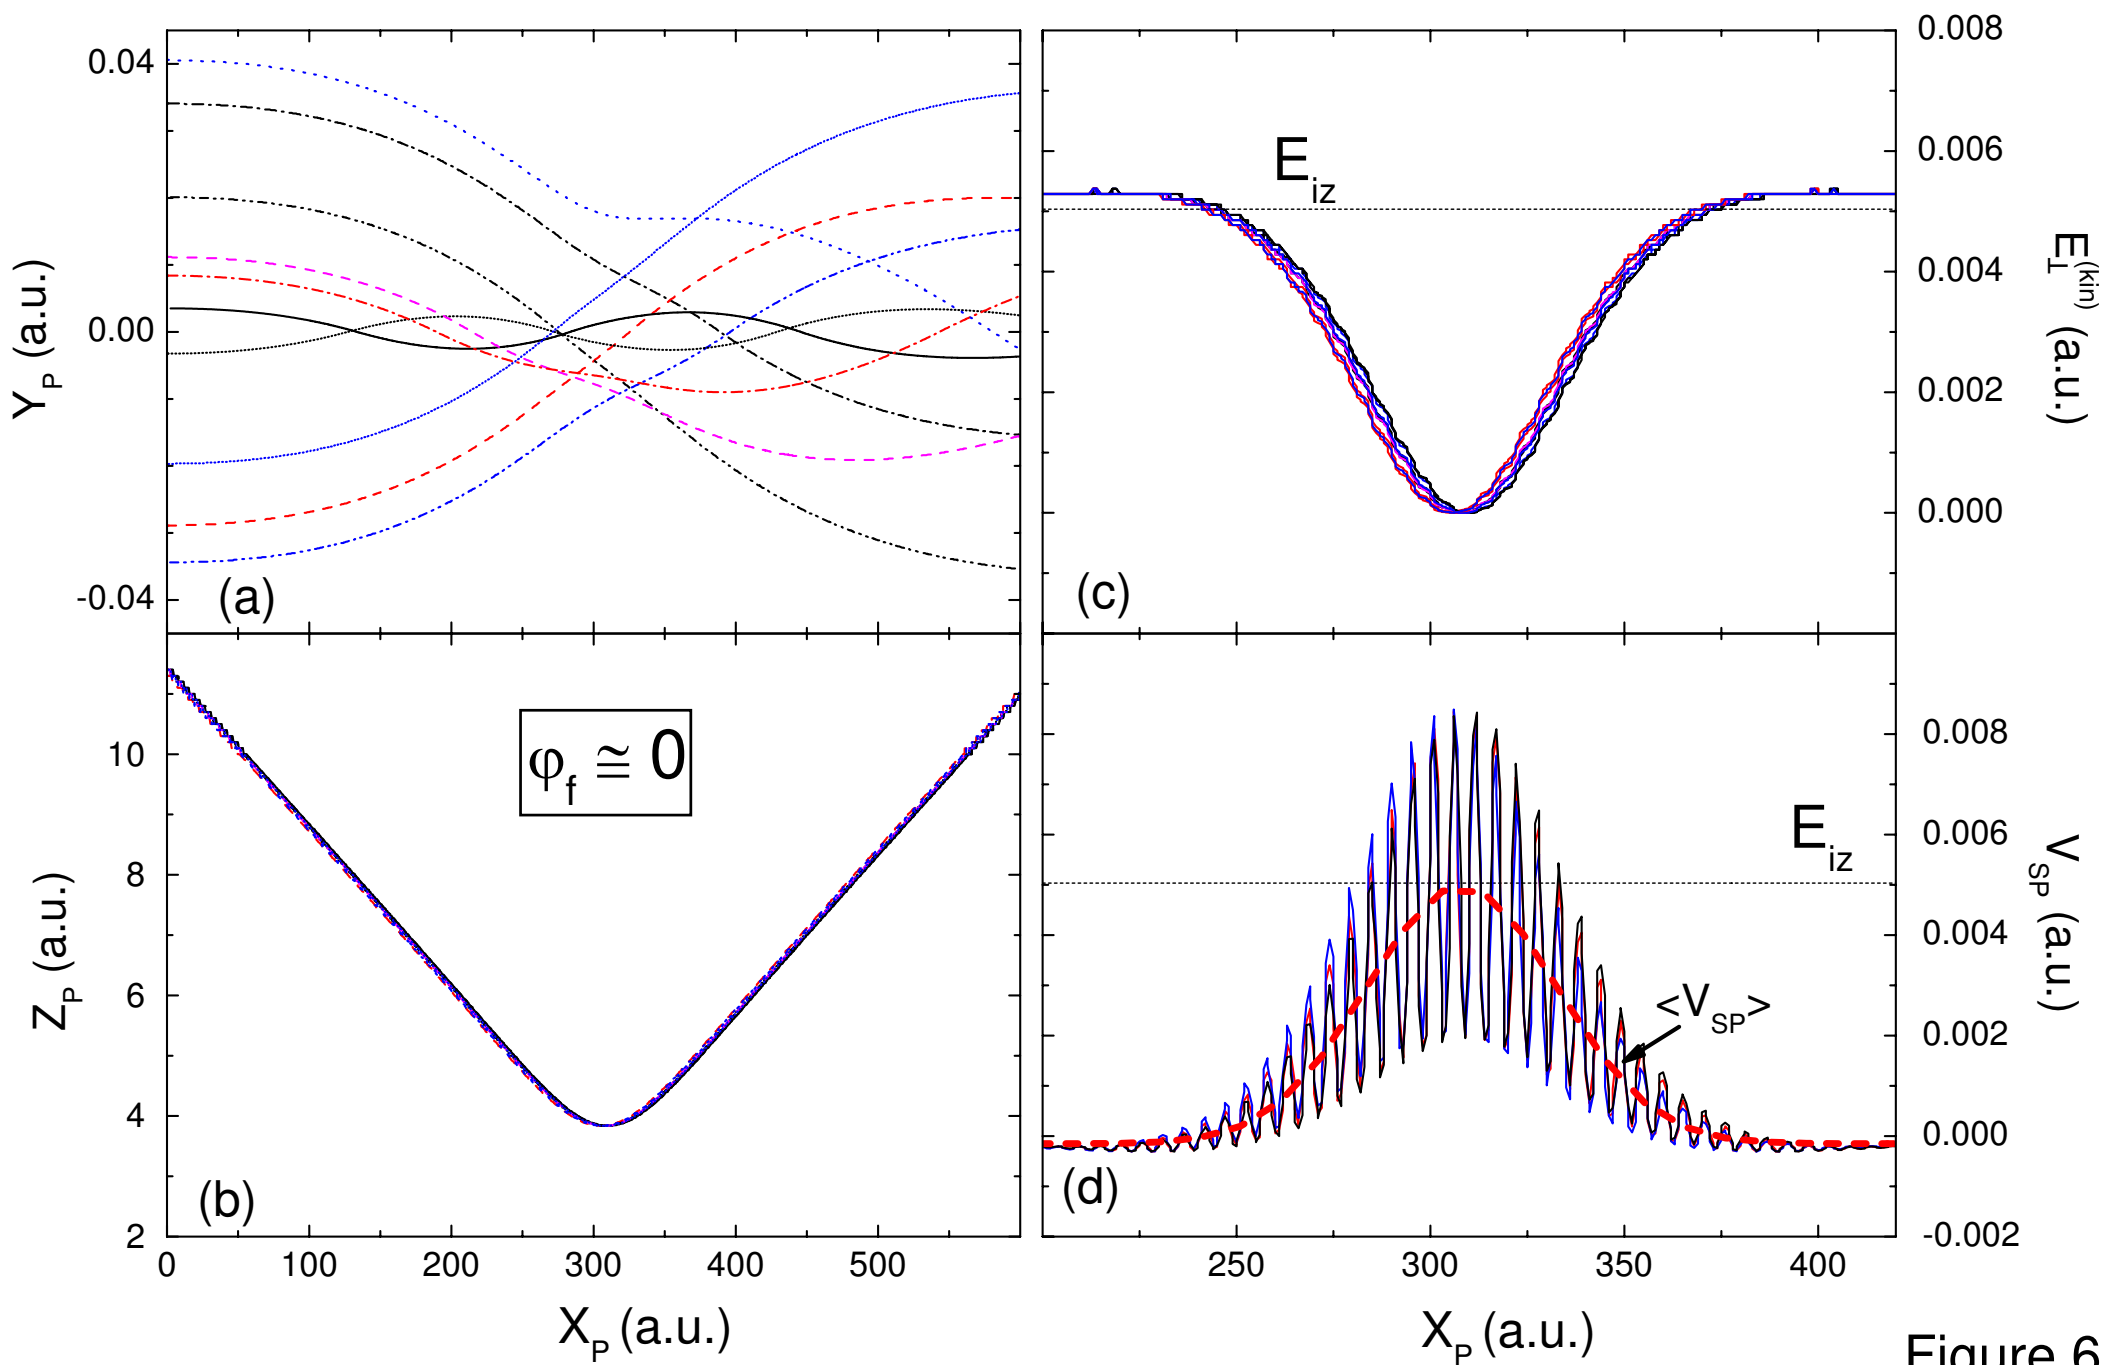 0.04
0.00
-0.04
Y_P (a.u.)
(a)
10
8
6
4
2
Z_P (a.u.)
φ_f ≅ 0
(b)
0 100 200 300 400 500
X_P (a.u.)
0.008
0.006
0.004
0.002
0.000
E_⊥^(kin) (a.u.)
E_iz
(c)
0.008
0.006
0.004
0.002
0.000
-0.002
V_SP (a.u.)
E_iz
<V_SP>
(d)
250 300 350 400
X_P (a.u.)
Figure 6